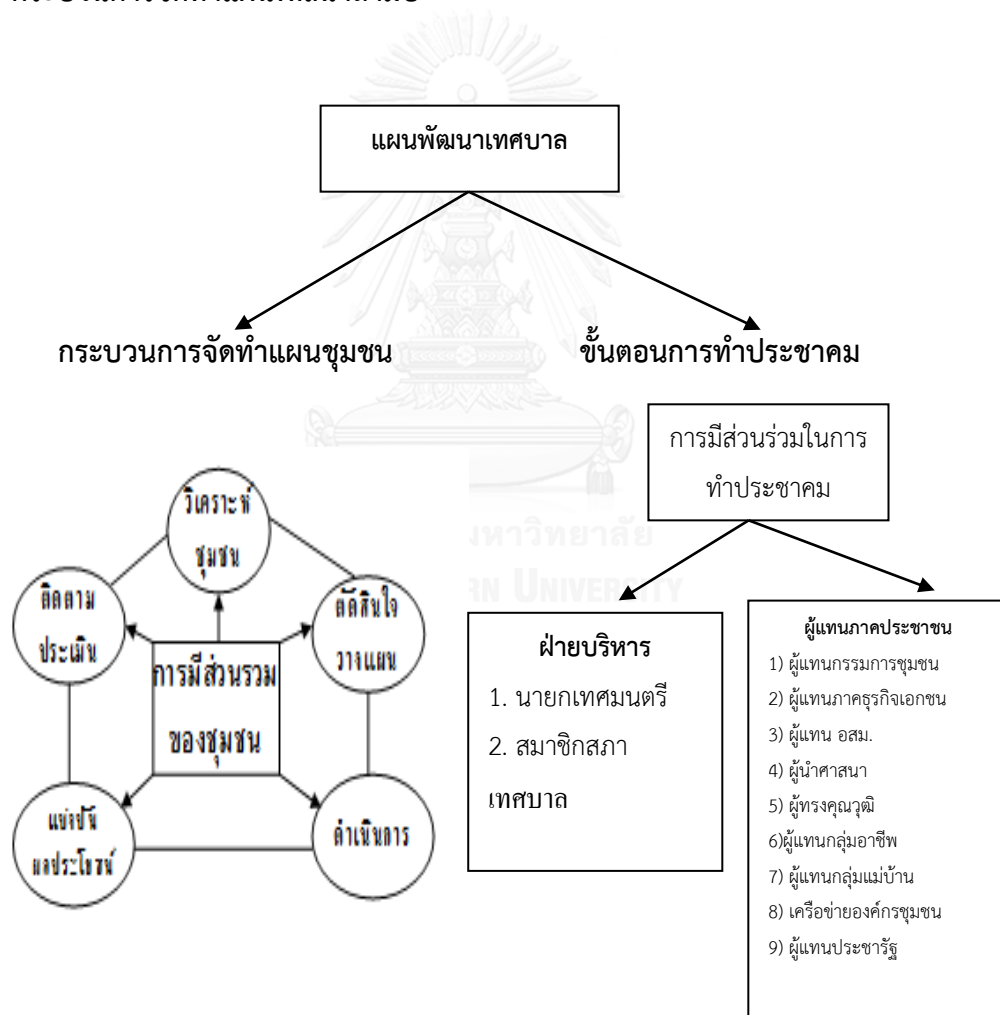 แผนพัฒนาเทศบาล
กระบวนการจัดทำแผนชุมชน
ขั้นตอนการทำประชาคม
การมีส่วนร่วมในการ
ทำประชาคม
วิเคราะห์
ชุมชน
ติดตาม
ประเมิน
ตัดสินใจ
วางแผน
การมีส่วนรวม
ของชุมชน
แบ่งปัน
ผลประโยชน์
ดำเนินการ
ฝ่ายบริหาร
1. นายกเทศมนตรี
2. สมาชิกสภา
เทศบาล
ผู้แทนภาคประชาชน
1) ผู้แทนกรรมการชุมชน
2) ผู้แทนภาคธุรกิจเอกชน
3) ผู้แทน อสม.
4) ผู้นำศาสนา
5) ผู้ทรงคุณวุฒิ
6)ผู้แทนกลุ่มอาชีพ
7) ผู้แทนกลุ่มแม่บ้าน
8) เครือข่ายองค์กรชุมชน
9) ผู้แทนประชารัฐ
มหาวิทยาลัย
RN UNIVERSITY